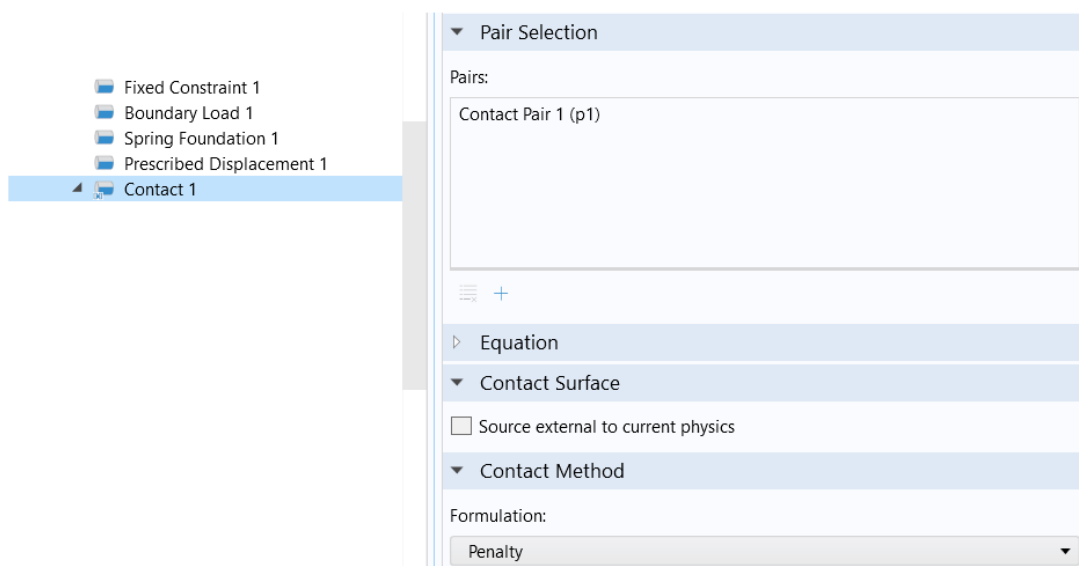 Fixed Constraint 1
Boundary Load 1
Spring Foundation 1
Prescribed Displacement 1
Contact 1
Pair Selection
Pairs:
Contact Pair 1 (p1)
Equation
Contact Surface
Source external to current physics
Contact Method
Formulation:
Penalty